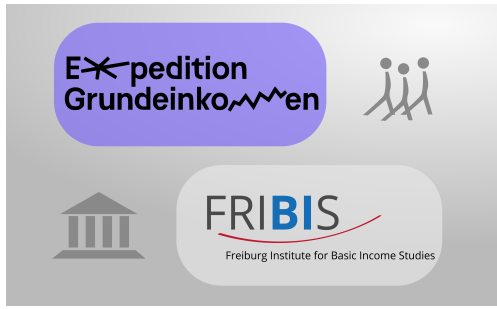 Expedition
Grundeinkommen
FRIBIS
Freiburg Institute for Basic Income Studies